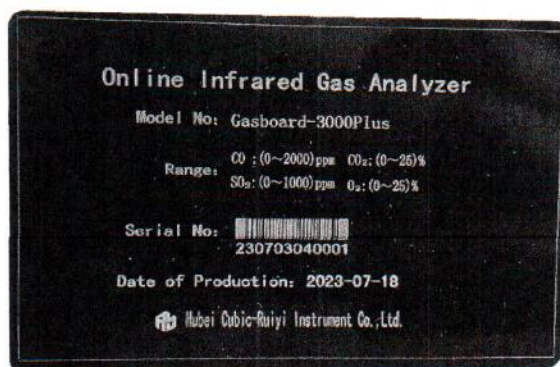 Online Infrared Gas Analyzer
Model No: Gasboard-3000Plus
Range: CO :(0～2000)ppm CO₂:(0～25)%
SO₂:(0～1000)ppm O₂:(0～25)%
Serial No:
230703040001
Date of Production: 2023-07-18
Hubei Cubic-Ruiyi Instrument Co.,Ltd.